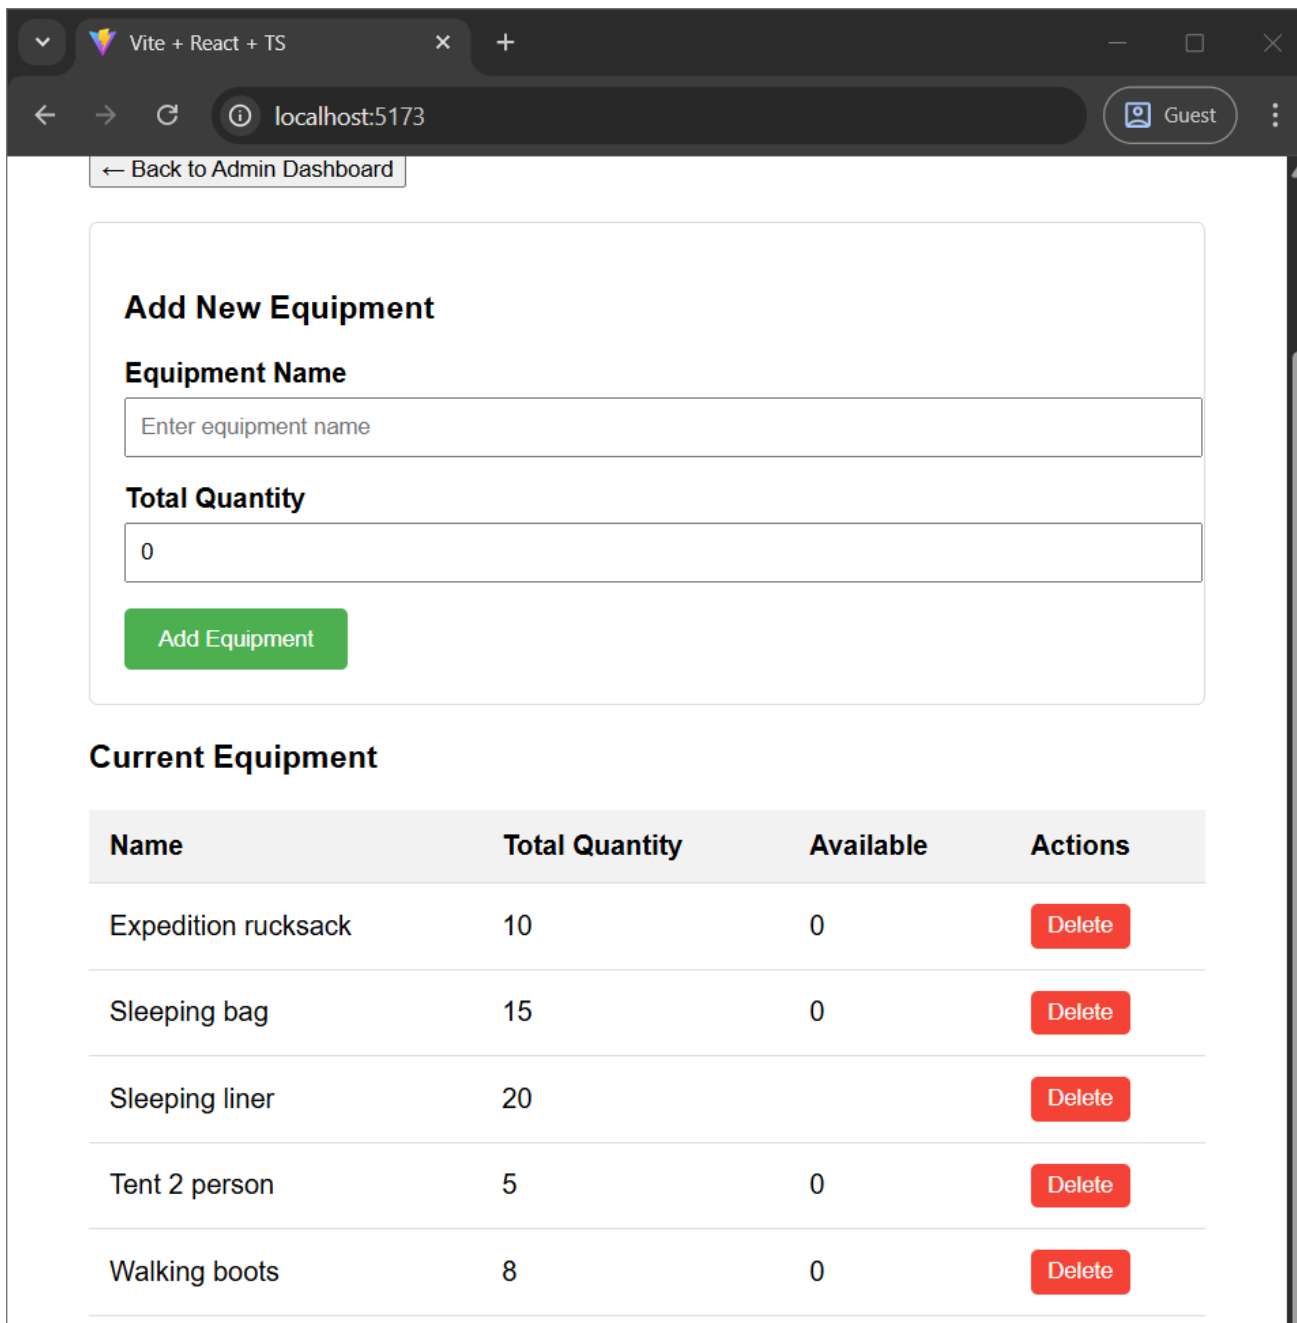 Vite + React + TS
localhost:5173
Guest
← Back to Admin Dashboard
Add New Equipment
Equipment Name
Enter equipment name
Total Quantity
0
Add Equipment
Current Equipment
Name Total Quantity Available Actions
Expedition rucksack 10 0 Delete
Sleeping bag 15 0 Delete
Sleeping liner 20 Delete
Tent 2 person 5 0 Delete
Walking boots 8 0 Delete